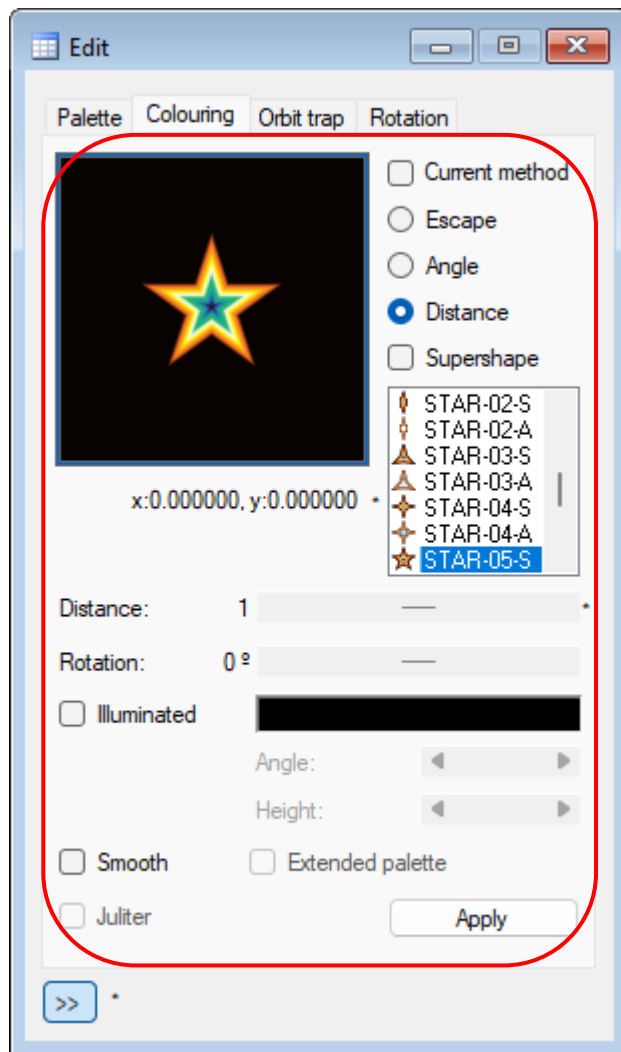 Edit
Palette Colouring Orbit trap Rotation
Current method
Escape
Angle
Distance
Supershape
STAR-02-S
STAR-02-A
STAR-03-S
STAR-03-A
STAR-04-S
STAR-04-A
STAR-05-S
x:0.000000, y:0.000000 *
Distance: 1 *
Rotation: 0 º
Illuminated
Angle:
Height:
Smooth Extended palette
Juliter Apply
>> *